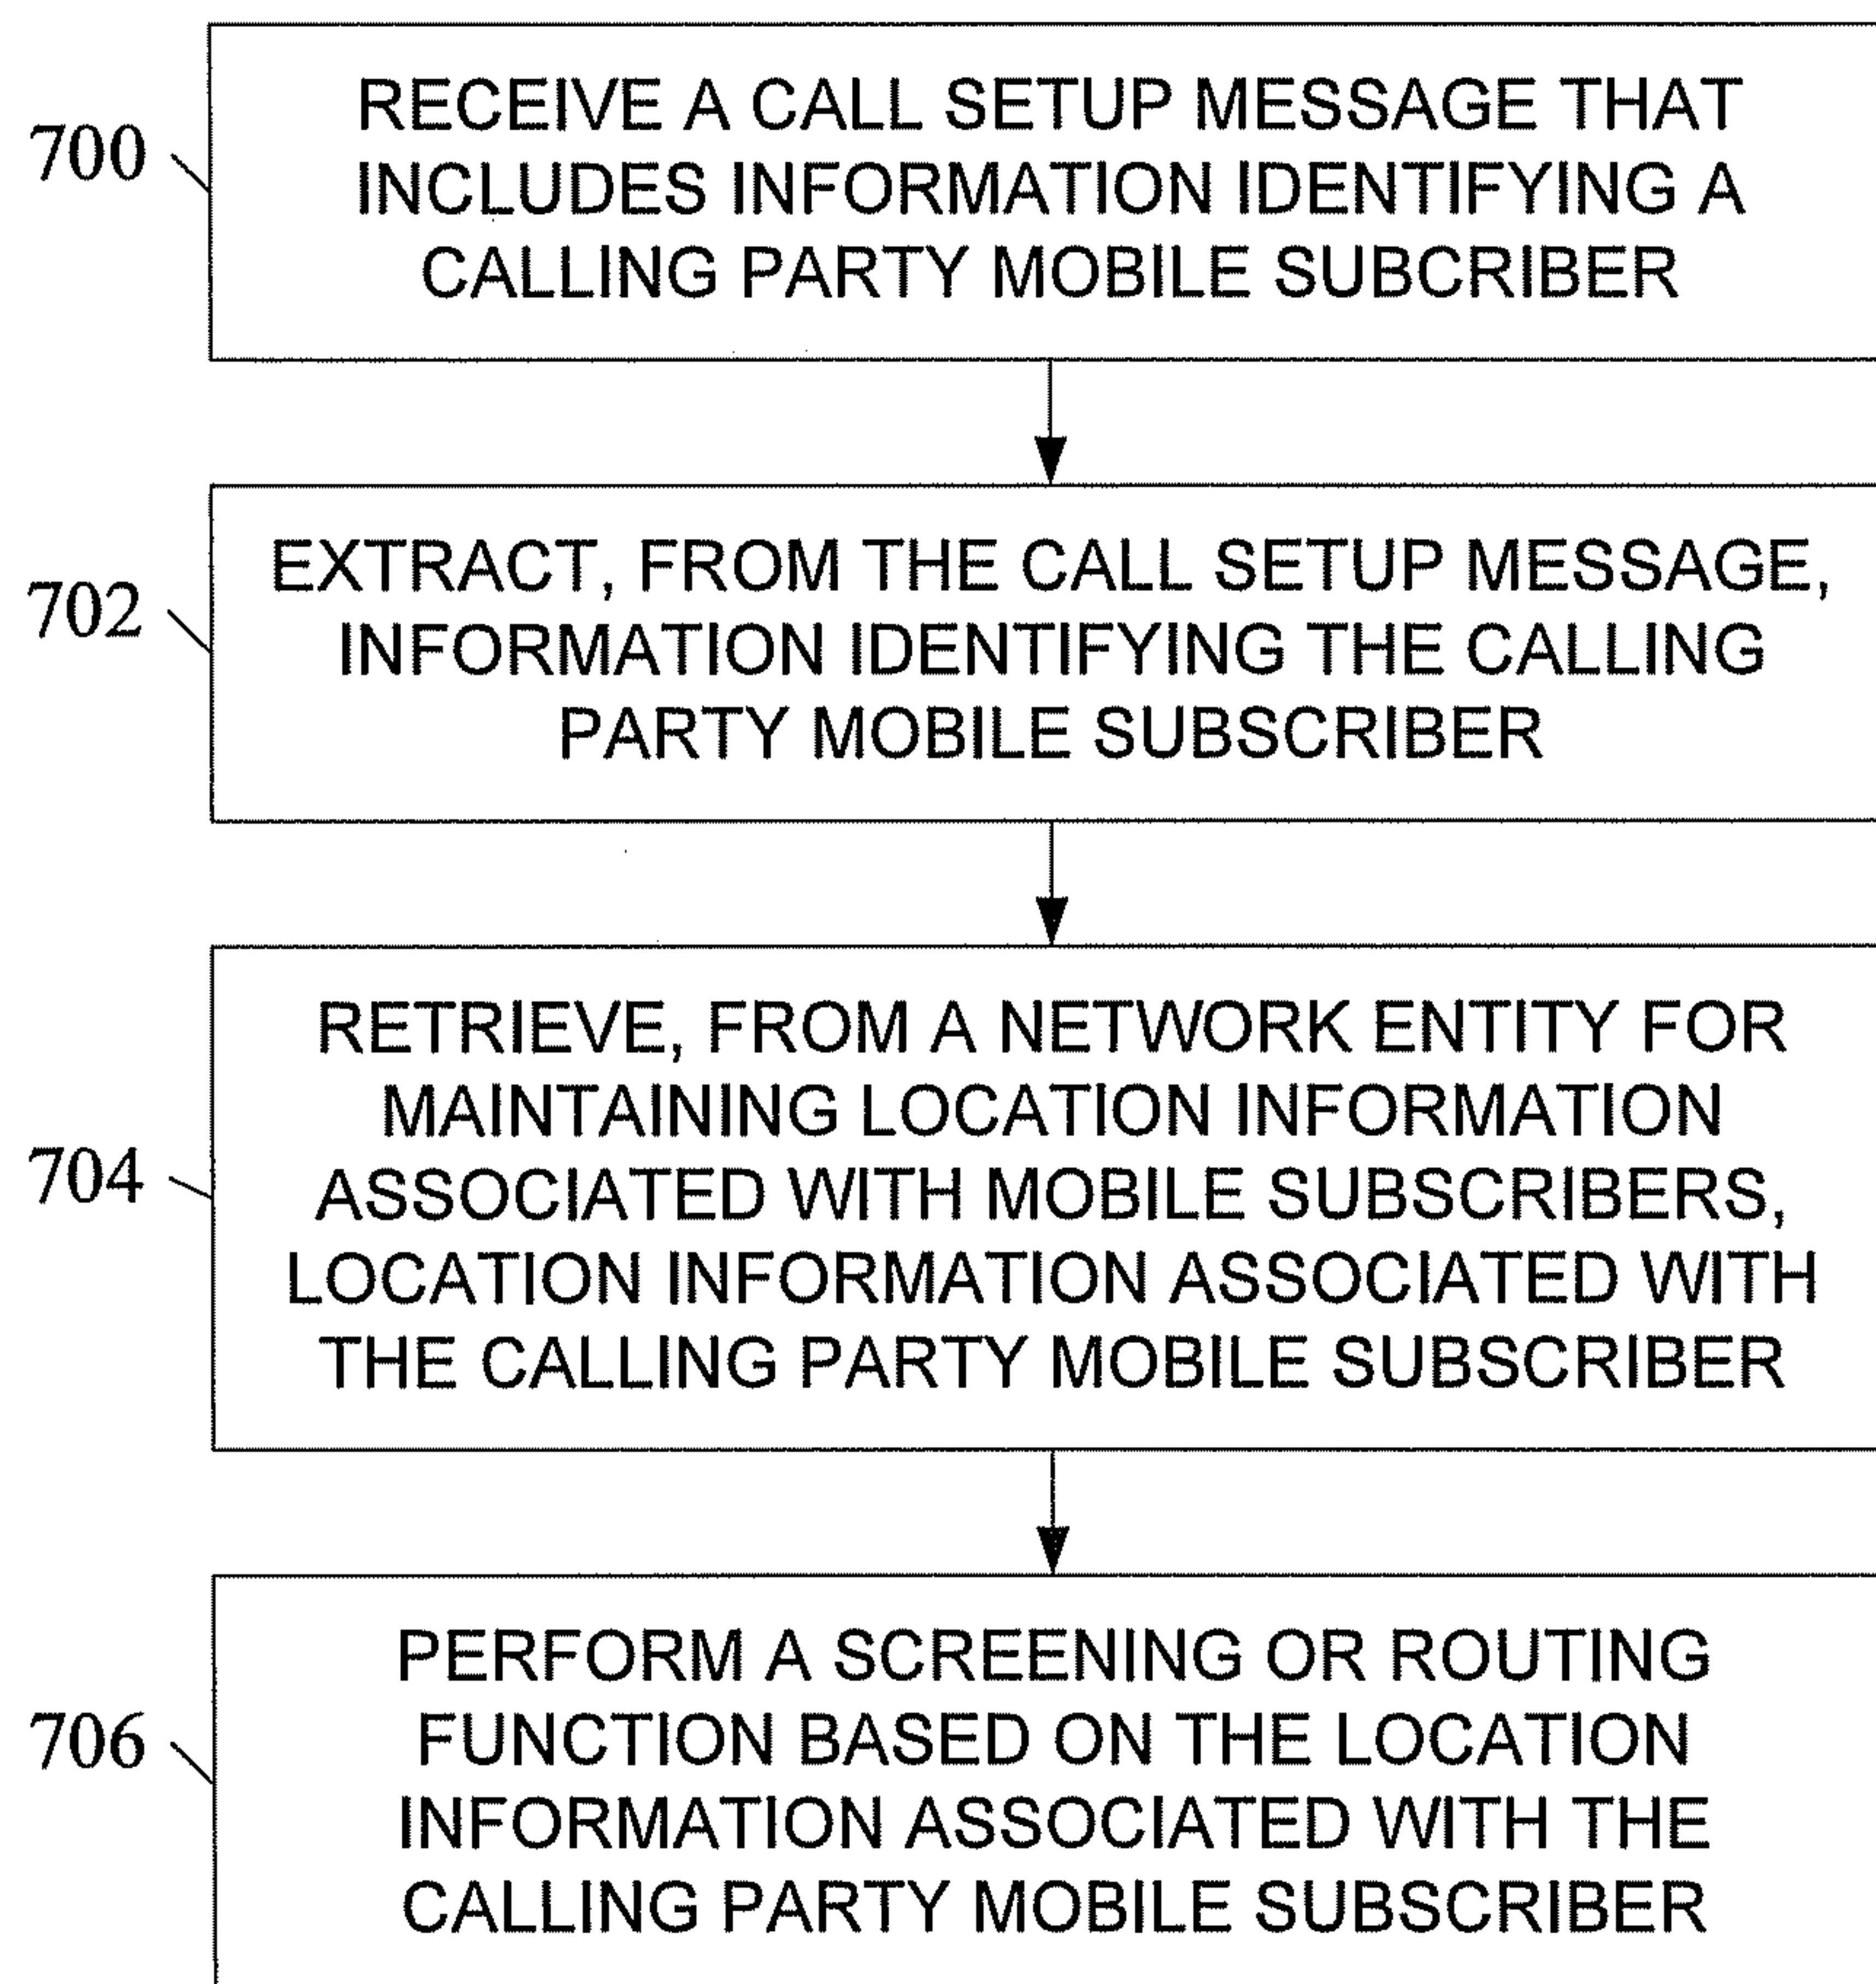 700
RECEIVE A CALL SETUP MESSAGE THAT
INCLUDES INFORMATION IDENTIFYING A
CALLING PARTY MOBILE SUBCRIBER
702
EXTRACT, FROM THE CALL SETUP MESSAGE,
INFORMATION IDENTIFYING THE CALLING
PARTY MOBILE SUBSCRIBER
704
RETRIEVE, FROM A NETWORK ENTITY FOR
MAINTAINING LOCATION INFORMATION
ASSOCIATED WITH MOBILE SUBSCRIBERS,
LOCATION INFORMATION ASSOCIATED WITH
THE CALLING PARTY MOBILE SUBSCRIBER
706
PERFORM A SCREENING OR ROUTING
FUNCTION BASED ON THE LOCATION
INFORMATION ASSOCIATED WITH THE
CALLING PARTY MOBILE SUBSCRIBER